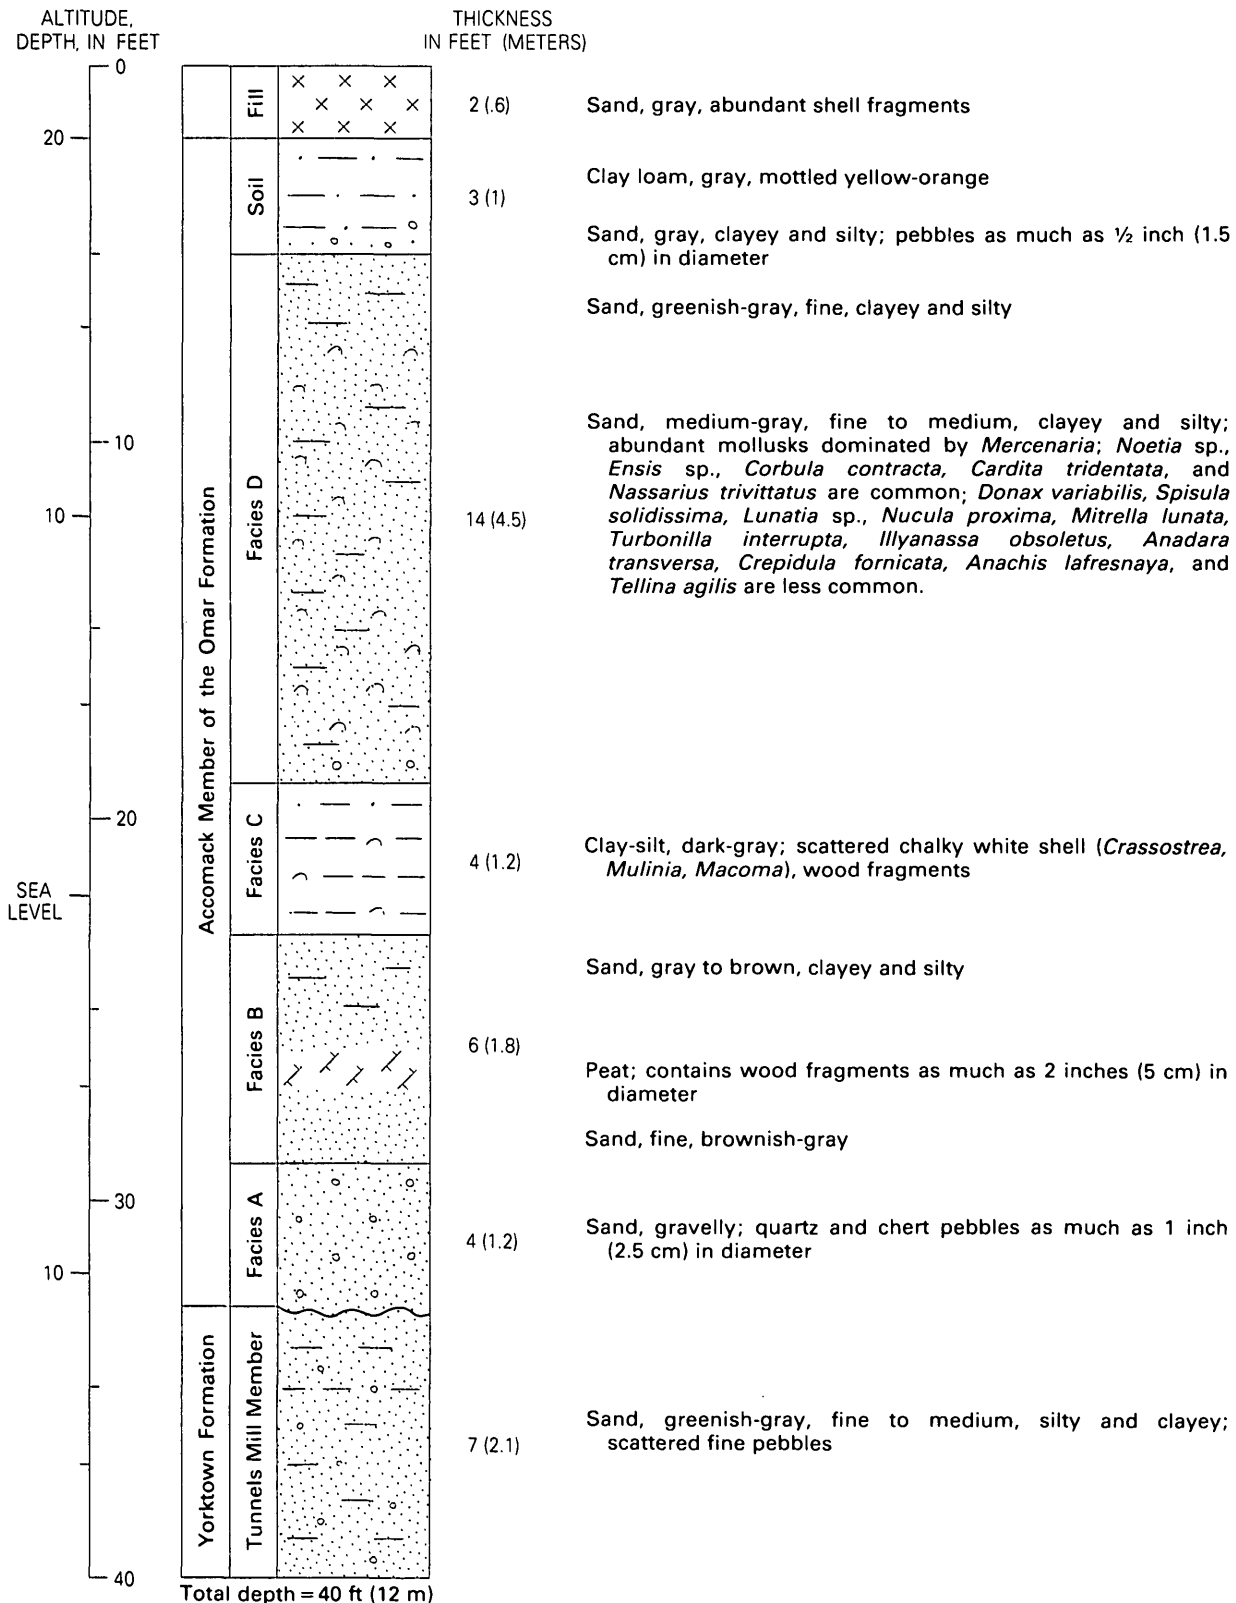 ALTITUDE,
DEPTH, IN FEET
THICKNESS
IN FEET (METERS)
0
Fill
2 (.6)
Sand, gray, abundant shell fragments
20
Accomack Member of the Omar Formation
Soil
3 (1)
Clay loam, gray, mottled yellow-orange
Sand, gray, clayey and silty; pebbles as much as ½ inch (1.5
cm) in diameter
Sand, greenish-gray, fine, clayey and silty
10
10
Facies D
14 (4.5)
Sand, medium-gray, fine to medium, clayey and silty;
abundant mollusks dominated by Mercenaria; Noetia sp.,
Ensis sp., Corbula contracta, Cardita tridentata, and
Nassarius trivittatus are common; Donax variabilis, Spisula
solidissima, Lunatia sp., Nucula proxima, Mitrella lunata,
Turbonilla interrupta, Illyanassa obsoletus, Anadara
transversa, Crepidula fornicata, Anachis lafresnaya, and
Tellina agilis are less common.
20
Facies C
4 (1.2)
Clay-silt, dark-gray; scattered chalky white shell (Crassostrea,
Mulinia, Macoma), wood fragments
SEA
LEVEL
Facies B
6 (1.8)
Sand, gray to brown, clayey and silty
Peat; contains wood fragments as much as 2 inches (5 cm) in
diameter
Sand, fine, brownish-gray
30
10
Facies A
4 (1.2)
Sand, gravelly; quartz and chert pebbles as much as 1 inch
(2.5 cm) in diameter
Yorktown Formation
Tunnels Mill Member
7 (2.1)
Sand, greenish-gray, fine to medium, silty and clayey;
scattered fine pebbles
40
Total depth = 40 ft (12 m)